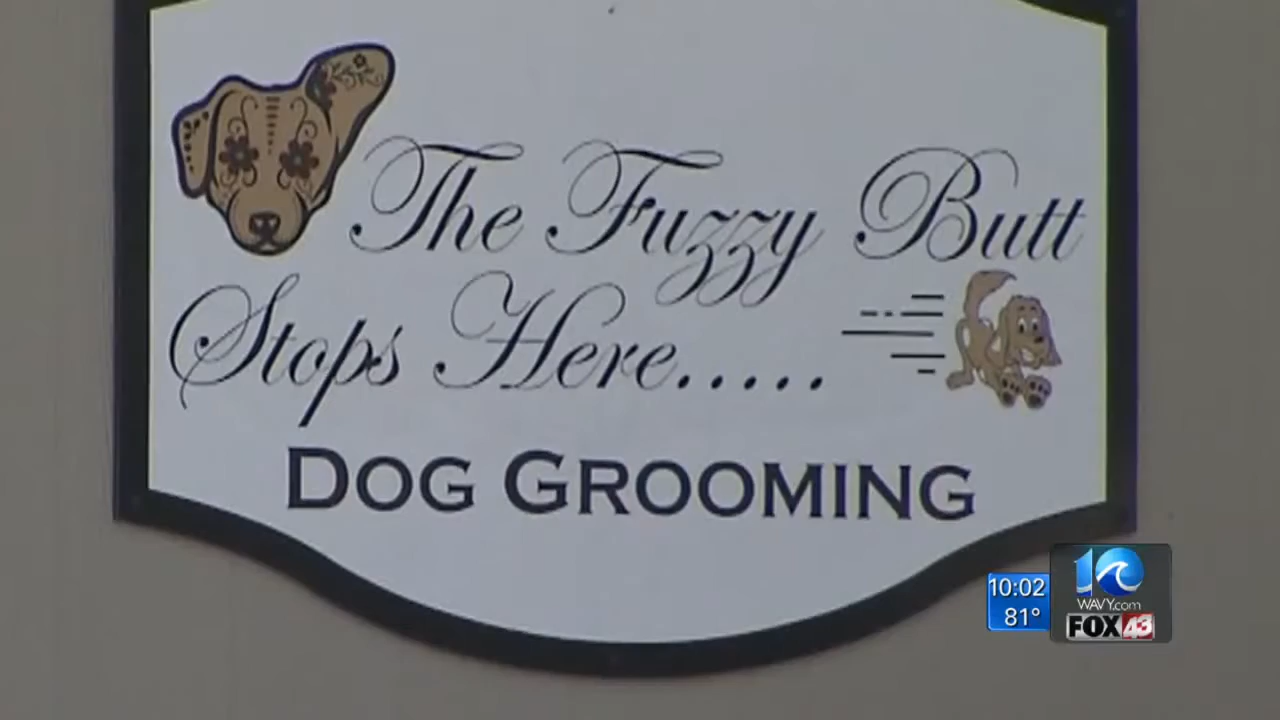 The Fuzzy Butt
Stops Here.....
DOG GROOMING
10:02
81°
10
WAVY.com
FOX 43